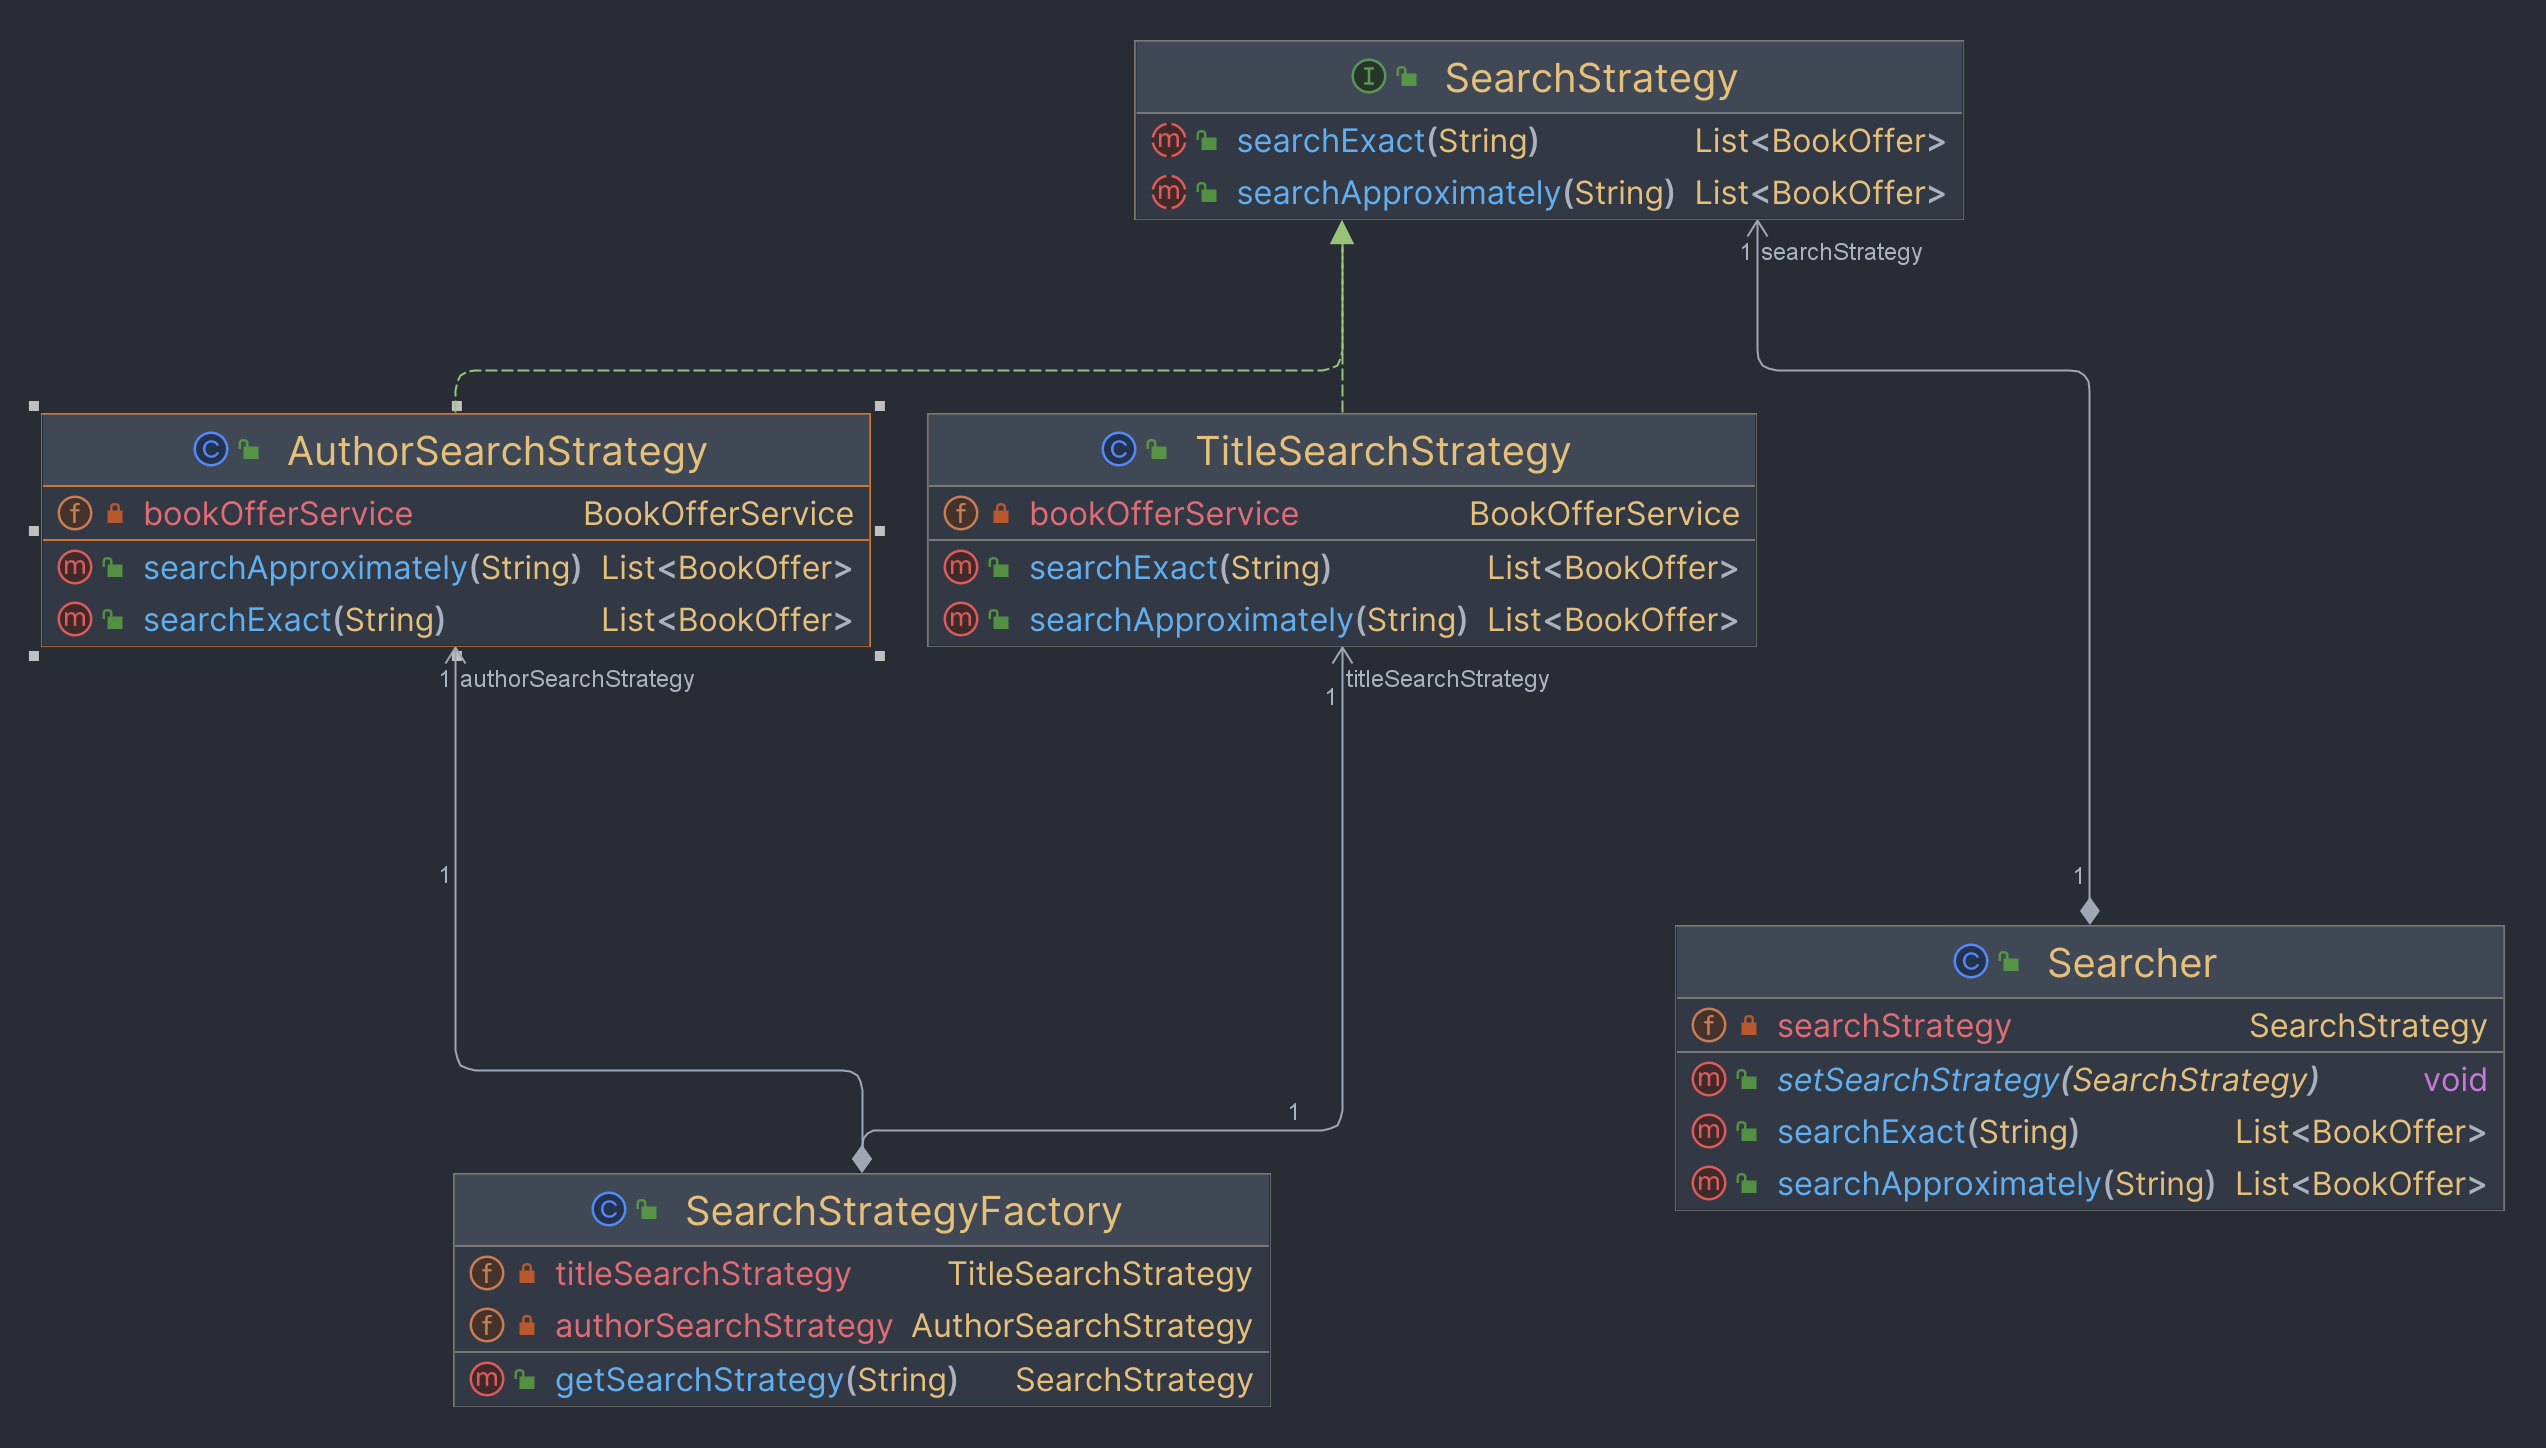 SearchStrategy
searchExact(String) List<BookOffer>
searchApproximately(String) List<BookOffer>
1 searchStrategy
AuthorSearchStrategy
bookOfferService BookOfferService
searchApproximately(String) List<BookOffer>
searchExact(String) List<BookOffer>
1 authorSearchStrategy
TitleSearchStrategy
bookOfferService BookOfferService
searchExact(String) List<BookOffer>
searchApproximately(String) List<BookOffer>
titleSearchStrategy
1
1
1
Searcher
searchStrategy SearchStrategy
setSearchStrategy(SearchStrategy) void
searchExact(String) List<BookOffer>
searchApproximately(String) List<BookOffer>
1
SearchStrategyFactory
titleSearchStrategy TitleSearchStrategy
authorSearchStrategy AuthorSearchStrategy
getSearchStrategy(String) SearchStrategy